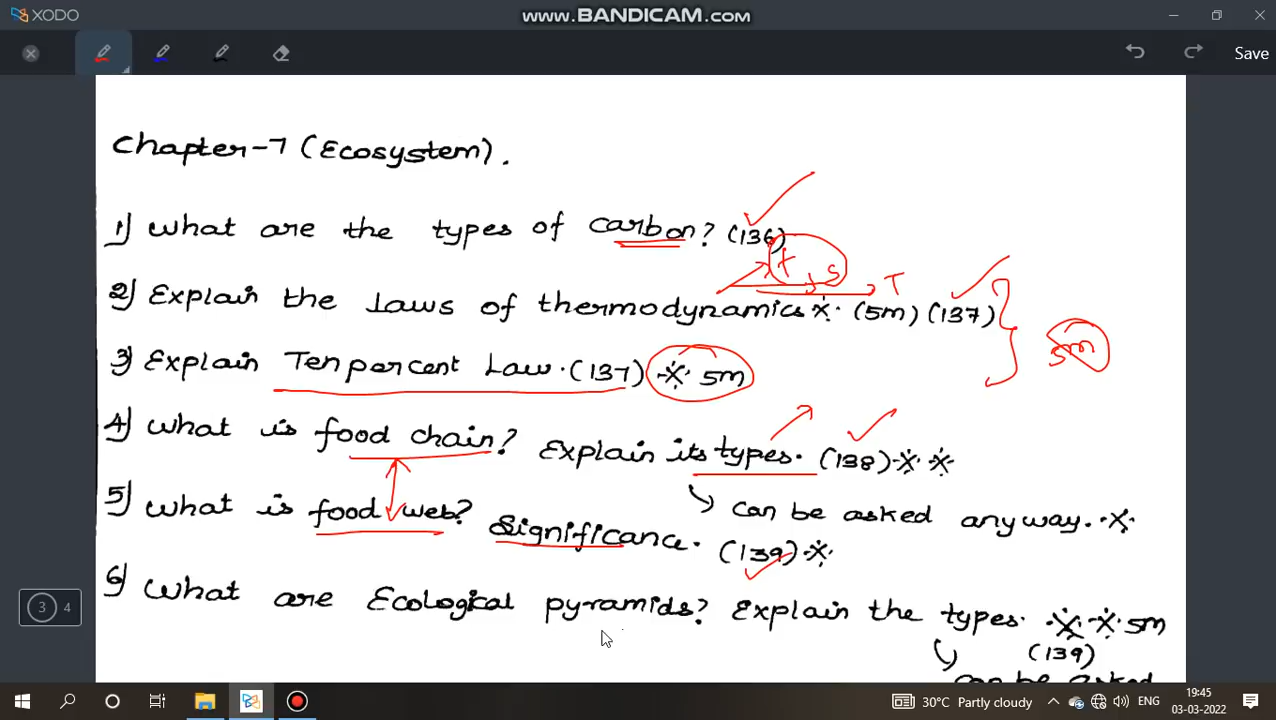 XODO
www.BANDICAM.com
Save
Chapter-7 (Ecosystem).
1) What are the types of carbon? (136)
f s T
2) Explain the laws of thermodynamics ※ (5m) (137)
5m
3) Explain Ten percent Law. (137) ※ 5m
4) What is food chain? Explain its types. (138) ※ ※
↳ can be asked anyway. ※
5) What is food web? Significance. (139) ※
6) What are Ecological pyramids? Explain the types. ※ ※ 5m
(139)
↳ can be asked
3 4
30°C Partly cloudy
ENG
19:45
03-03-2022